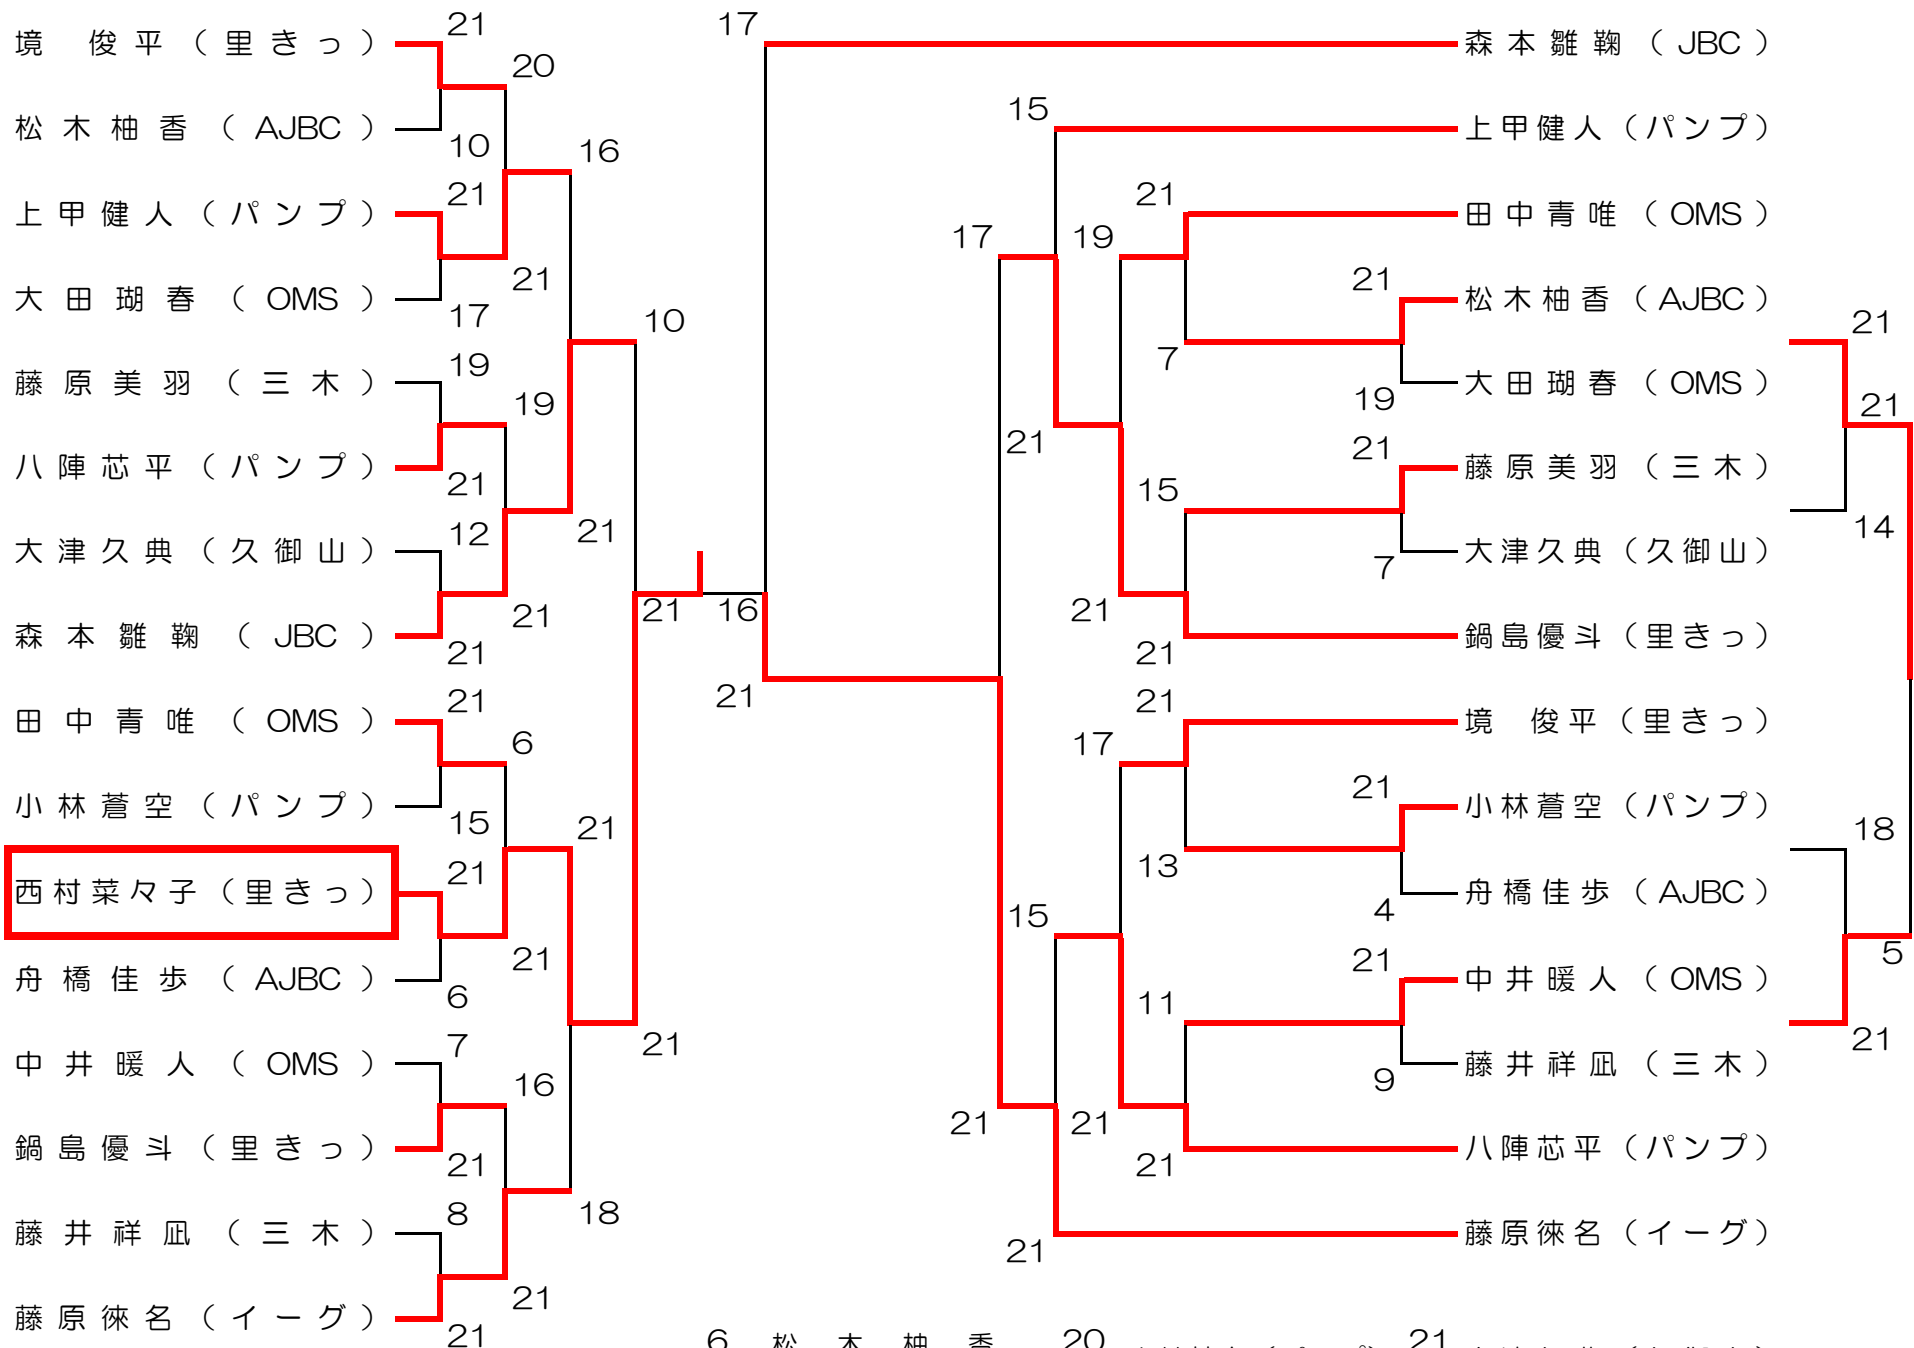 21
境 俊平（里きっ）
20
松木柚香（AJBC）
10
16
21
上甲健人（パンプ）
21
大田瑚春（OMS）
17
10
19
藤原美羽（三木）
19
八陣芯平（パンプ）
21
12
21
大津久典（久御山）
21
森本雛鞠（JBC）
21
21
田中青唯（OMS）
6
小林蒼空（パンプ）
15
21
21
西村菜々子（里きっ）
21
舟橋佳歩（AJBC）
6
7
21
中井暖人（OMS）
16
鍋島優斗（里きっ）
21
8
18
藤井祥凪（三木）
21
藤原徠名（イーグ）
21
17
21
16
21
森本雛鞠（JBC）
15
上甲健人（パンプ）
21
田中青唯（OMS）
17
19
21
松木柚香（AJBC）
7
大田瑚春（OMS）
19
21
21
藤原美羽（三木）
15
大津久典（久御山）
7
21
鍋島優斗（里きっ）
21
21
境 俊平（里きっ）
17
21
小林蒼空（パンプ）
13
舟橋佳歩（AJBC）
4
15
21
中井暖人（OMS）
11
藤井祥凪（三木）
9
21
21
八陣芯平（パンプ）
21
藤原徠名（イーグ）
21
21
21
14
18
5
21
6
松木柚香
20
21